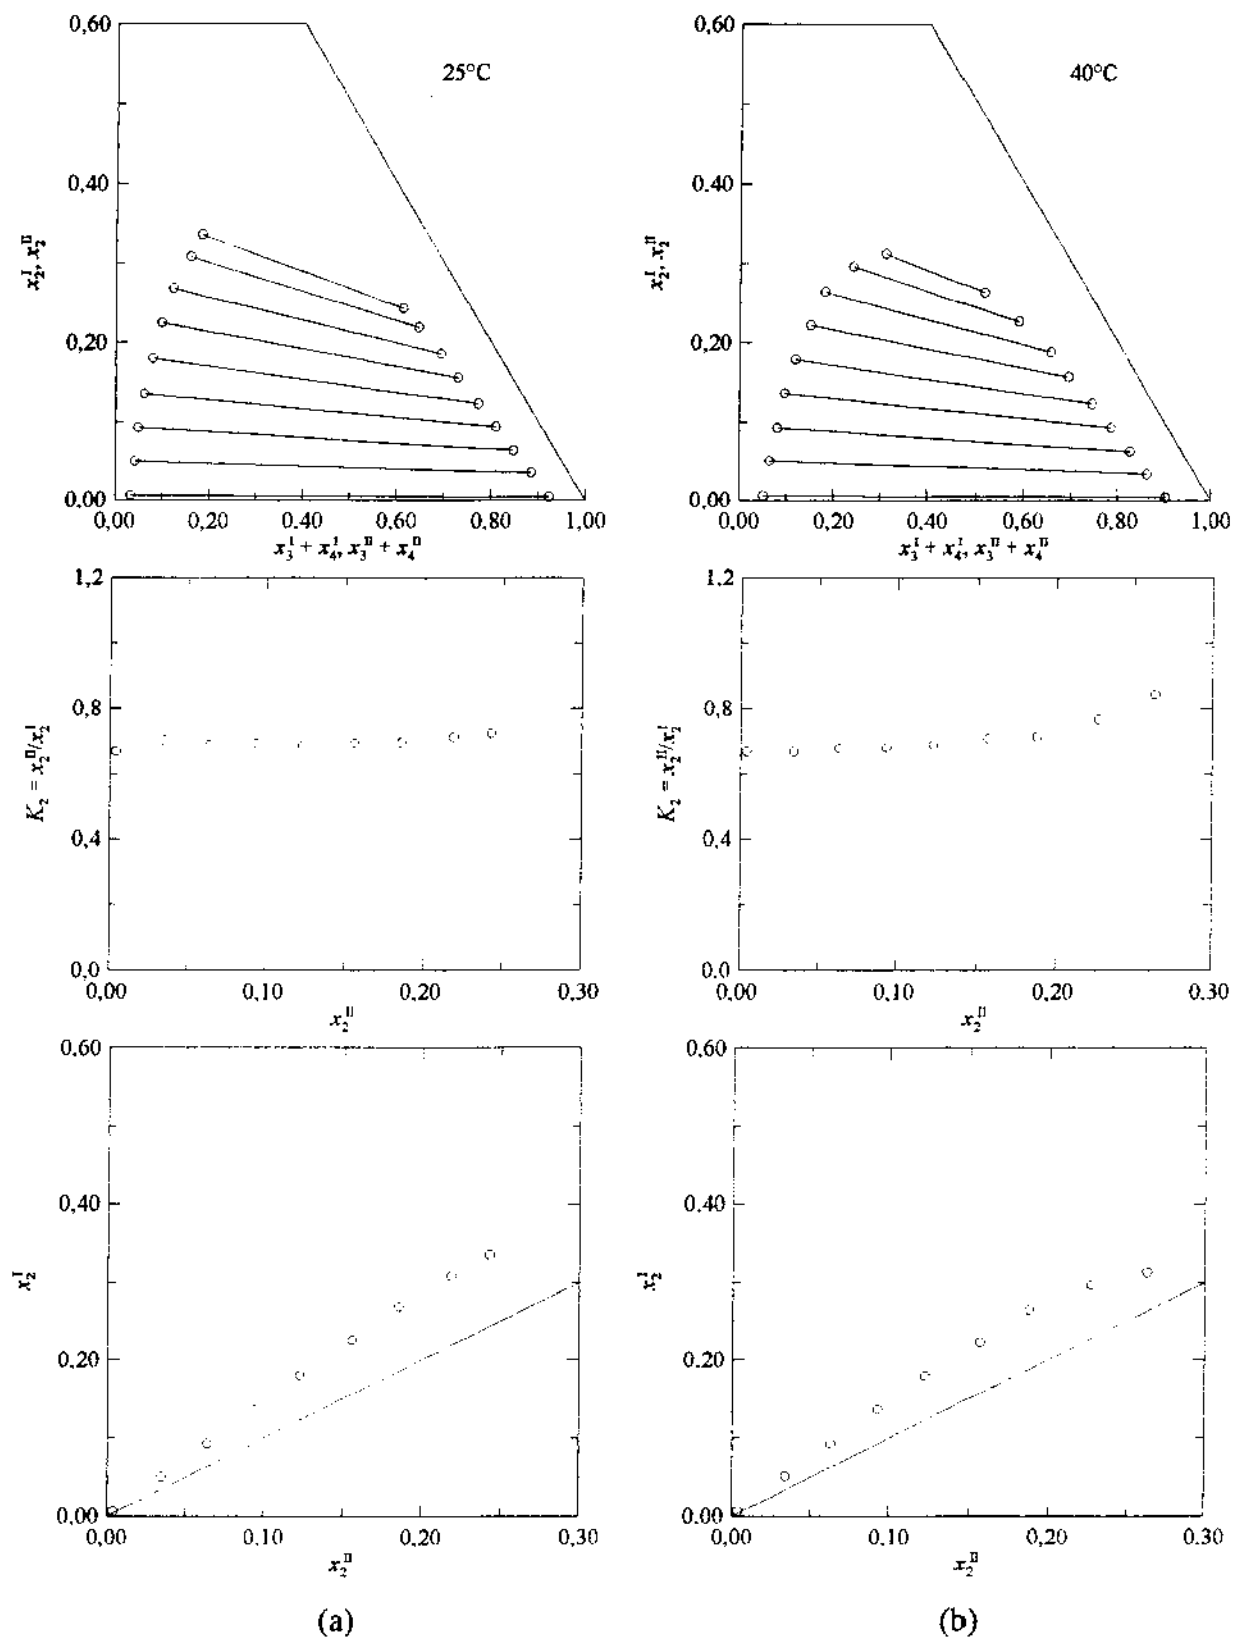 0,60
25°C
0,40
x₂ᴵ, x₂ᴵᴵ
0,20
0.00
0,00 0,20 0.40 0.60 0.80 1,00
x₃ᴵ + x₄ᴵ, x₃ᴵᴵ + x₄ᴵᴵ
0.60
40°C
0.40
x₂ᴵ, x₂ᴵᴵ
0,20
0.00
0.00 0,20 0.40 0.60 0.80 1,00
x₃ᴵ + x₄ᴵ, x₃ᴵᴵ + x₄ᴵᴵ
1,2
0,8
K₂ = x₂ᴵᴵ/x₂ᴵ
0,4
0.0
0,00 0,10 0,20 0.30
x₂ᴵᴵ
1,2
0,8
K₂ = x₂ᴵᴵ/x₂ᴵ
0,4
0.0
0.00 0,10 0,20 0.30
x₂ᴵᴵ
0,60
0,40
x₂ᴵ
0,20
0.00
0.00 0,10 0,20 0.30
x₂ᴵᴵ
0,60
0,40
x₂ᴵ
0,20
0.00
0.00 0,10 0,20 0.30
x₂ᴵᴵ
(a)
(b)